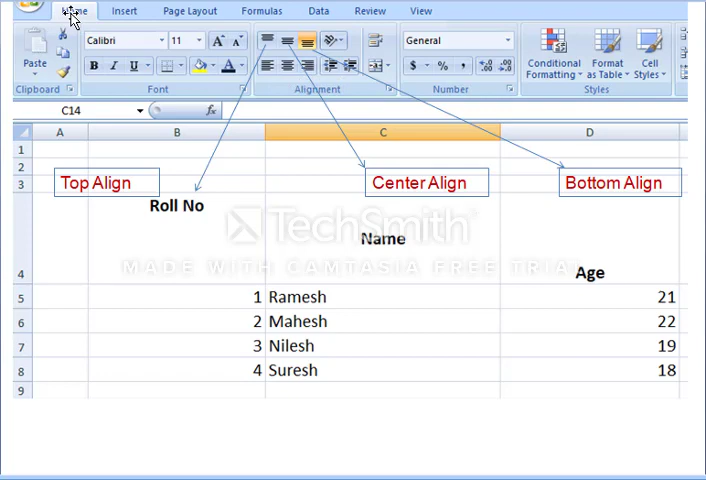 Home Insert Page Layout Formulas Data Review View
Calibri 11 A A General
Paste B I U A $ % , Conditional Formatting Format as Table Cell Styles
Clipboard Font Alignment Number Styles
C14 fx
A B C D
1
2
3 Top Align Center Align Bottom Align
Roll No
TechSmith
Name
MADE WITH CAMTASIA FREE TRIAL
4 Age
5 1 Ramesh 21
6 2 Mahesh 22
7 3 Nilesh 19
8 4 Suresh 18
9